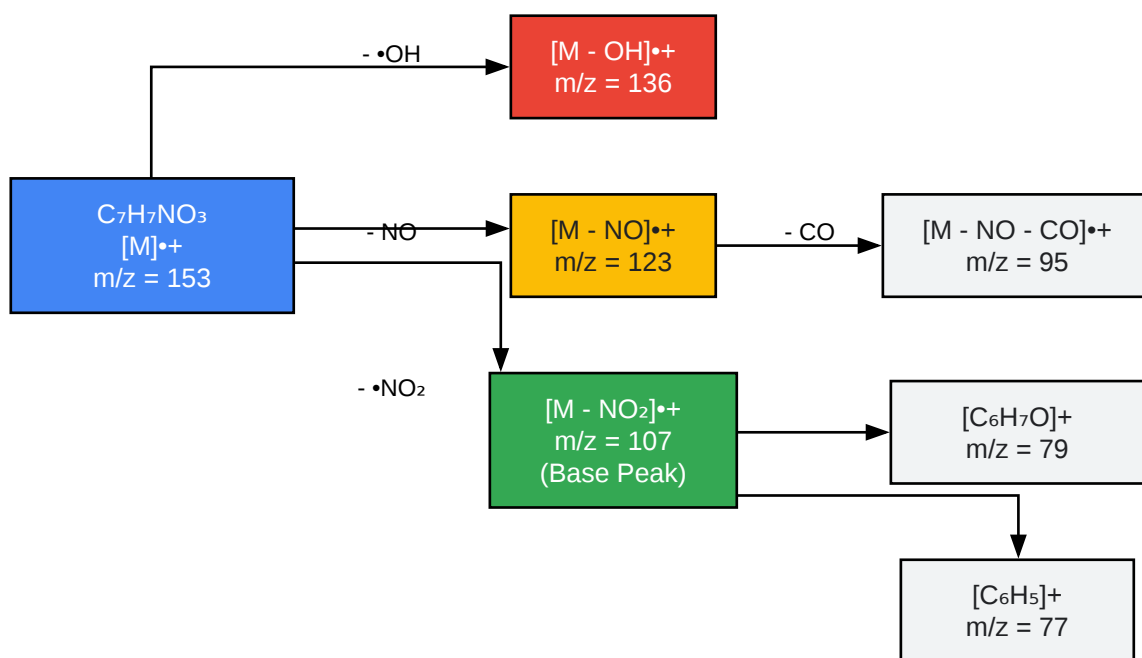 - •OH
[M - OH]•+
m/z = 136
C₇H₇NO₃
[M]•+
m/z = 153
- NO
[M - NO]•+
m/z = 123
- CO
[M - NO - CO]•+
m/z = 95
- •NO₂
[M - NO₂]•+
m/z = 107
(Base Peak)
[C₆H₇O]+
m/z = 79
[C₆H₅]+
m/z = 77